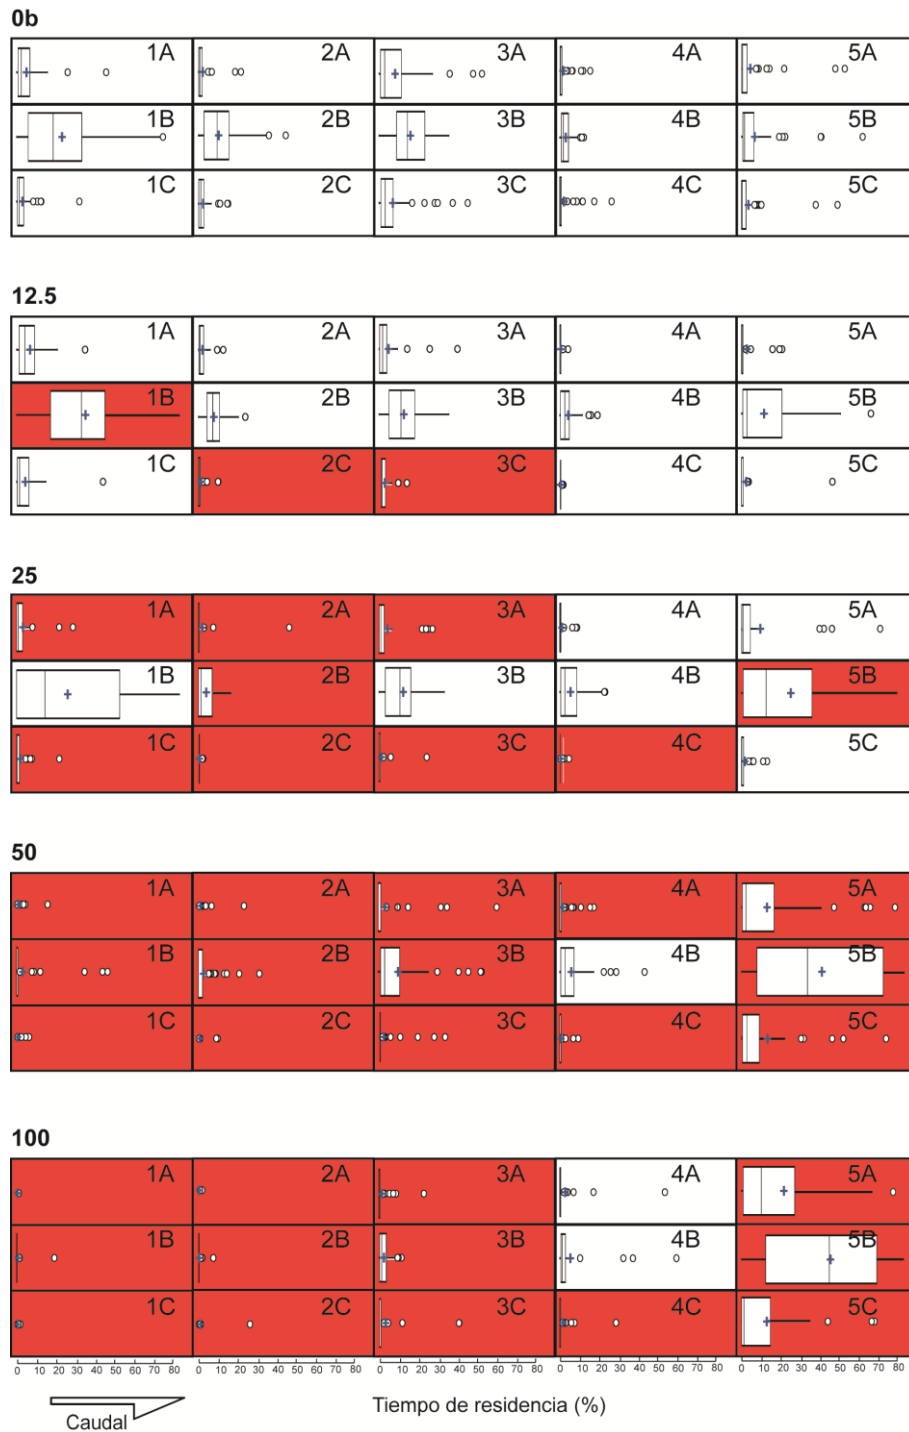 0b
1A 2A 3A 4A 5A
1B 2B 3B 4B 5B
1C 2C 3C 4C 5C
12.5
1A 2A 3A 4A 5A
1B 2B 3B 4B 5B
1C 2C 3C 4C 5C
25
1A 2A 3A 4A 5A
1B 2B 3B 4B 5B
1C 2C 3C 4C 5C
50
1A 2A 3A 4A 5A
1B 2B 3B 4B 5B
1C 2C 3C 4C 5C
100
1A 2A 3A 4A 5A
1B 2B 3B 4B 5B
1C 2C 3C 4C 5C
0 10 20 30 40 50 60 70 80 0 10 20 30 40 50 60 70 80 0 10 20 30 40 50 60 70 80 0 10 20 30 40 50 60 70 80 0 10 20 30 40 50 60 70 80
Tiempo de residencia (%)
Caudal